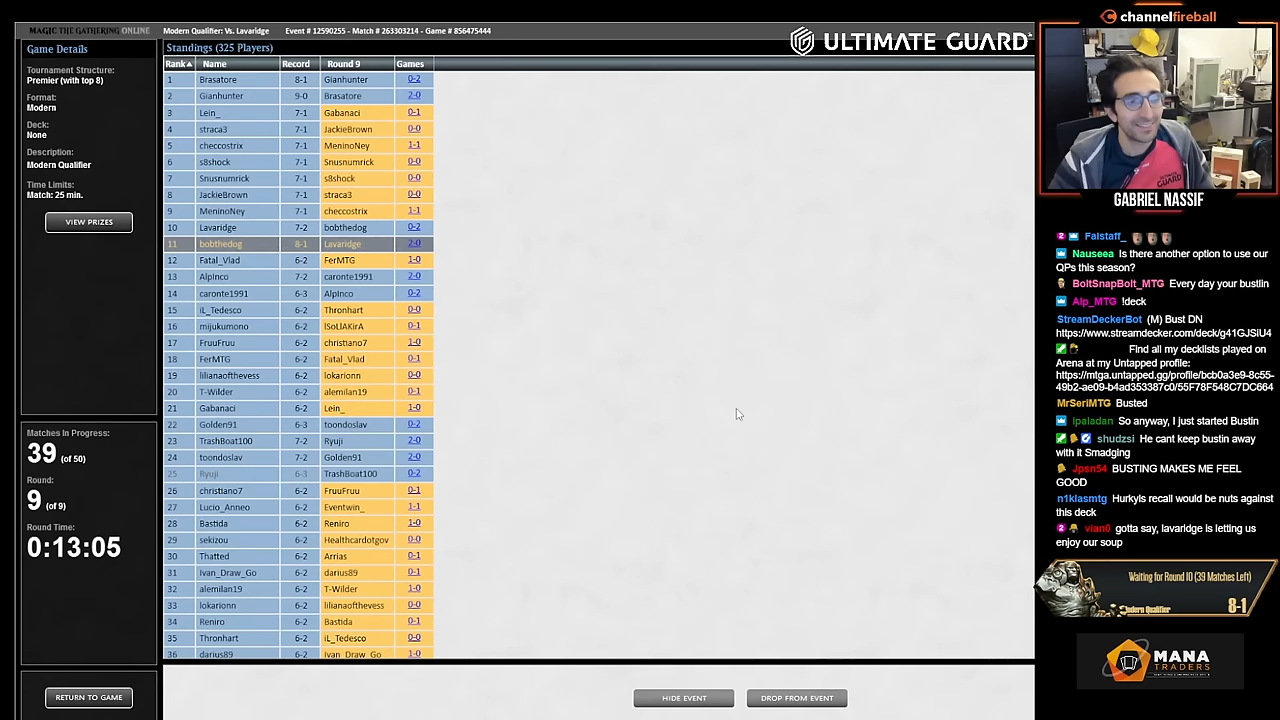 MAGIC THE GATHERING ONLINE
Modern Qualifier: Vs. Lavaridge Event # 12590255 - Match # 263303214 - Game # 856475444
Game Details
Tournament Structure:
Premier (with top 8)
Format:
Modern
Deck:
None
Description:
Modern Qualifier
Time Limits:
Match: 25 min.
VIEW PRIZES
Matches In Progress:
39 (of 50)
Round:
9 (of 9)
Round Time:
0:13:05
RETURN TO GAME
Standings (325 Players)
ULTIMATE GUARD
Rank Name Record Round 9 Games
1 Brasatore 8-1 Gianhunter 0-2
2 Gianhunter 9-0 Brasatore 2-0
3 Lein_ 7-1 Gabanaci 0-1
4 straca3 7-1 JackieBrown 0-0
5 checcostrix 7-1 MeninoNey 1-1
6 s8shock 7-1 Snusnumrick 0-0
7 Snusnumrick 7-1 s8shock 0-0
8 JackieBrown 7-1 straca3 0-0
9 MeninoNey 7-1 checcostrix 1-1
10 Lavaridge 7-2 bobthedog 0-2
11 bobthedog 8-1 Lavaridge 2-0
12 Fatal_Vlad 6-2 FerMTG 1-0
13 AlpInco 7-2 caronte1991 2-0
14 caronte1991 6-3 AlpInco 0-2
15 iL_Tedesco 6-2 Thronhart 0-0
16 mijukumono 6-2 lSoLlAKirA 0-1
17 FruuFruu 6-2 christiano7 1-0
18 FerMTG 6-2 Fatal_Vlad 0-1
19 lilianaofthevess 6-2 lokarionn 0-0
20 T-Wilder 6-2 alemilan19 0-1
21 Gabanaci 6-2 Lein_ 1-0
22 Golden91 6-3 toondoslav 0-2
23 TrashBoat100 7-2 Ryuji 2-0
24 toondoslav 7-2 Golden91 2-0
25 Ryuji 6-3 TrashBoat100 0-2
26 christiano7 6-2 FruuFruu 0-1
27 Lucio_Anneo 6-2 Eventwin_ 1-1
28 Bastida 6-2 Reniro 1-0
29 sekizou 6-2 Healthcardotgov 0-0
30 Thatted 6-2 Arrias 0-1
31 Ivan_Draw_Go 6-2 darius89 0-1
32 alemilan19 6-2 T-Wilder 1-0
33 lokarionn 6-2 lilianaofthevess 0-0
34 Reniro 6-2 Bastida 0-1
35 Thronhart 6-2 iL_Tedesco 0-0
36 darius89 6-2 Ivan_Draw_Go 1-0
HIDE EVENT
DROP FROM EVENT
channelfireball
GUARD
GABRIEL NASSIF
Falstaff_
Nauseea Is there another option to use our
QPs this season?
BoltSnapBolt_MTG Every day your bustlin
Alp_MTG !deck
StreamDeckerBot (M) Bust DN
https://www.streamdecker.com/deck/g41GJSlU4
Find all my decklists played on
Arena at my Untapped profile:
https://mtga.untapped.gg/profile/bcb0a3e9-8c55-
49b2-ae09-b4ad353387c0/55F78F548C7DC664
MrSeriMTG Busted
ipaladan So anyway, I just started Bustin
shudzsi He cant keep bustin away
with it Smadging
Jpsn54 BUSTING MAKES ME FEEL
GOOD
n1klasmtg Hurkyls recall would be nuts against
this deck
vian0 gotta say, lavaridge is letting us
enjoy our soup
Waiting for Round 10 (39 Matches Left)
Modern Qualifier 8-1
MANA
TRADERS